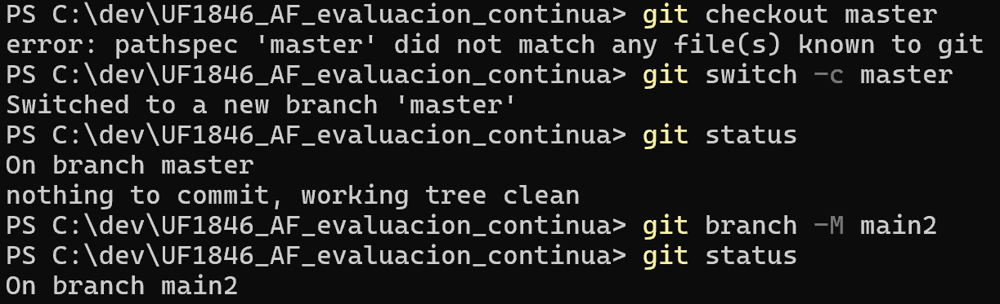 PS C:\dev\UF1846_AF_evaluacion_continua> git checkout master
error: pathspec 'master' did not match any file(s) known to git
PS C:\dev\UF1846_AF_evaluacion_continua> git switch -c master
Switched to a new branch 'master'
PS C:\dev\UF1846_AF_evaluacion_continua> git status
On branch master
nothing to commit, working tree clean
PS C:\dev\UF1846_AF_evaluacion_continua> git branch -M main2
PS C:\dev\UF1846_AF_evaluacion_continua> git status
On branch main2